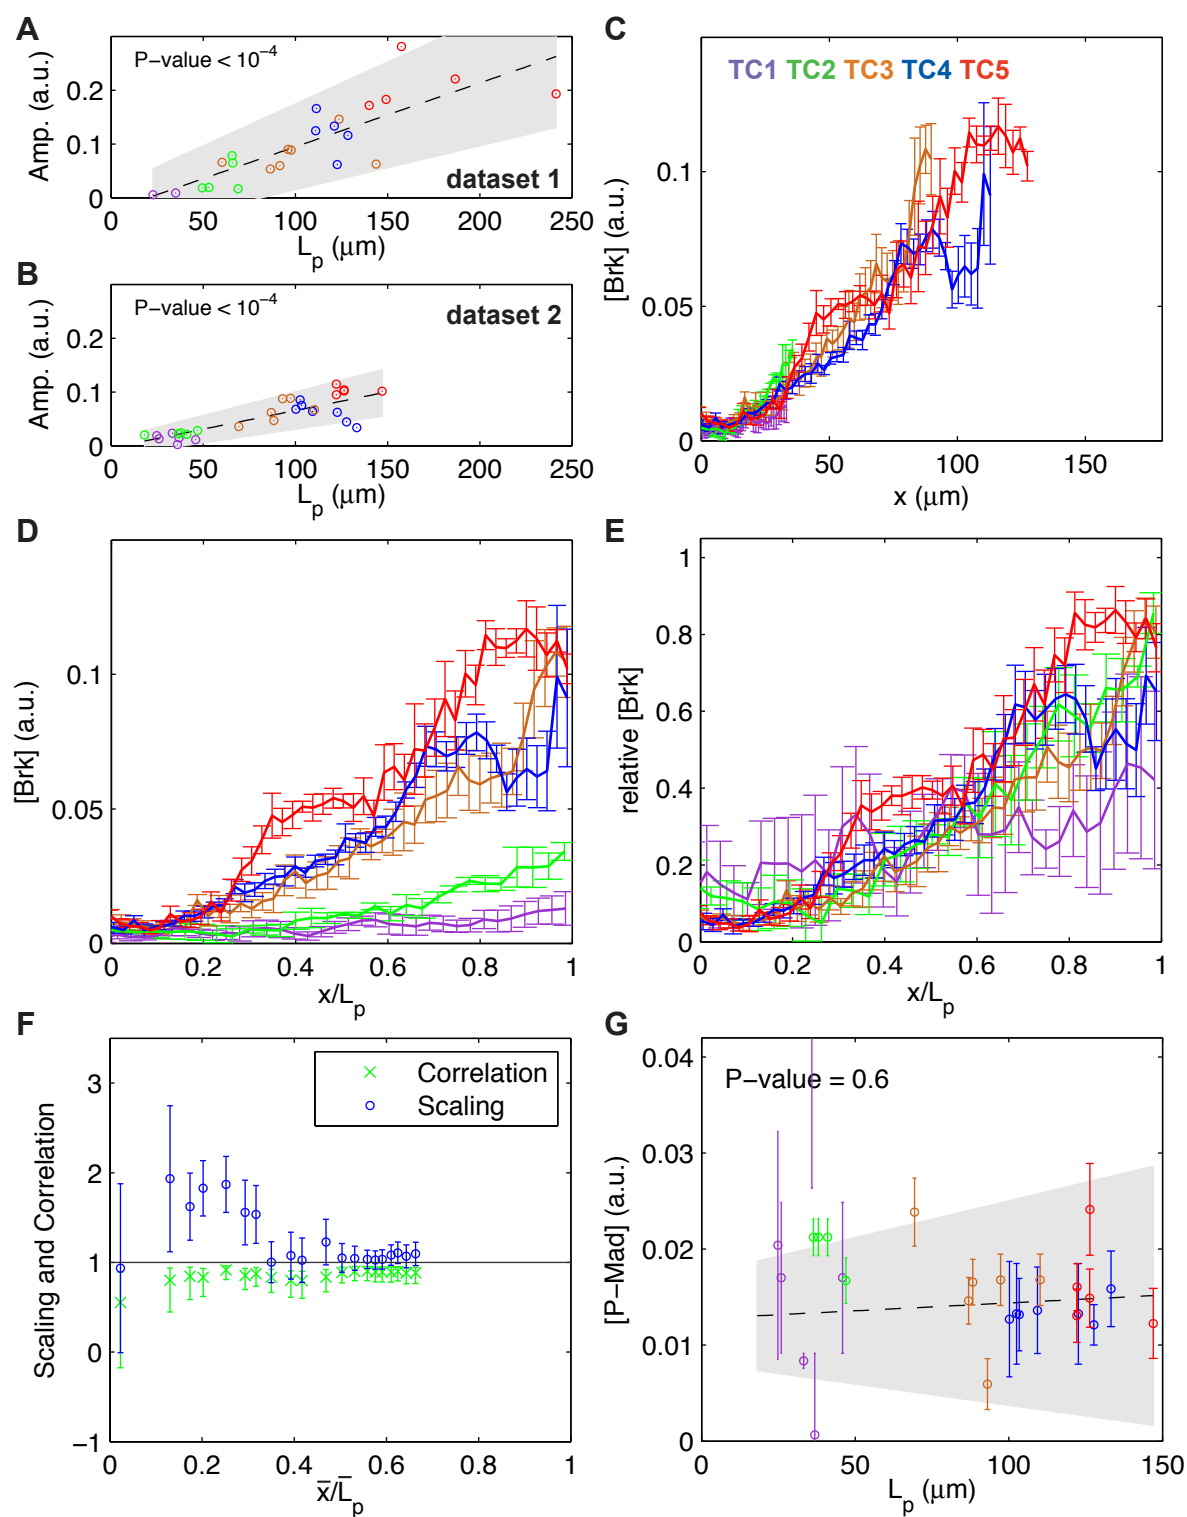 A
P-value < 10⁻⁴
dataset 1
Amp. (a.u.)
0.2
0.1
0
0 50 100 150 200 250
Lₚ (μm)
B
P-value < 10⁻⁴
dataset 2
Amp. (a.u.)
0.2
0.1
0
0 50 100 150 200 250
Lₚ (μm)
C
TC1 TC2 TC3 TC4 TC5
[Brk] (a.u.)
0.1
0.05
0
0 50 100 150
x (μm)
D
[Brk] (a.u.)
0.1
0.05
0
0 0.2 0.4 0.6 0.8 1
x/Lₚ
E
relative [Brk]
1
0.8
0.6
0.4
0.2
0
0 0.2 0.4 0.6 0.8 1
x/Lₚ
F
Correlation
Scaling
Scaling and Correlation
3
2
1
0
−1
0 0.2 0.4 0.6 0.8 1
x̄/L̄ₚ
G
P-value = 0.6
[P-Mad] (a.u.)
0.04
0.03
0.02
0.01
0
0 50 100 150
Lₚ (μm)